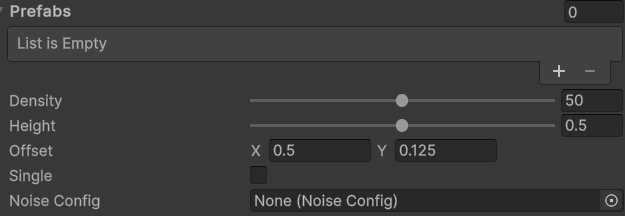 Prefabs 0
List is Empty
+ −
Density 50
Height 0.5
Offset X 0.5 Y 0.125
Single
Noise Config None (Noise Config)